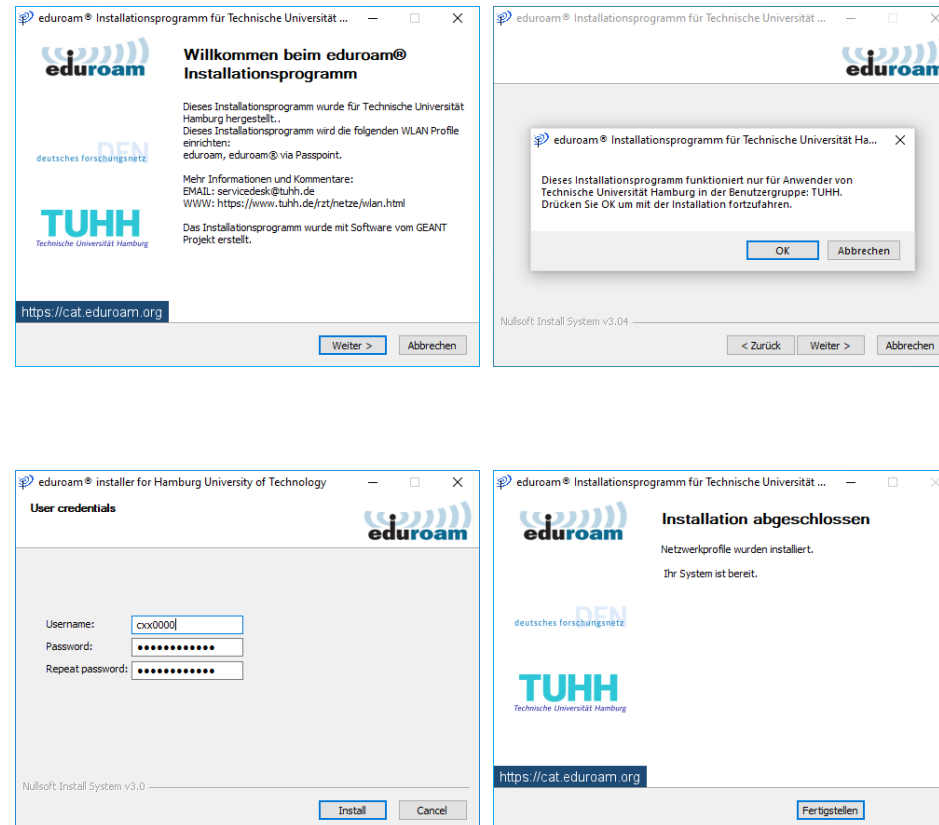 eduroam® Installationsprogramm für Technische Universität ...
eduroam
Willkommen beim eduroam®
Installationsprogramm
Dieses Installationsprogramm wurde für Technische Universität
Hamburg hergestellt..
Dieses Installationsprogramm wird die folgenden WLAN Profile
einrichten:
eduroam, eduroam® via Passpoint.
Mehr Informationen und Kommentare:
EMAIL: servicedesk@tuhh.de
WWW: https://www.tuhh.de/rzt/netze/wlan.html
Das Installationsprogramm wurde mit Software vom GEANT
Projekt erstellt.
DFN
deutsches forschungsnetz
TUHH
Technische Universität Hamburg
https://cat.eduroam.org
Weiter >
Abbrechen
eduroam® Installationsprogramm für Technische Universität ...
eduroam
eduroam® Installationsprogramm für Technische Universität Ha...
Dieses Installationsprogramm funktioniert nur für Anwender von
Technische Universität Hamburg in der Benutzergruppe: TUHH.
Drücken Sie OK um mit der Installation fortzufahren.
OK
Abbrechen
Nullsoft Install System v3.04
< Zurück
Weiter >
Abbrechen
eduroam® installer for Hamburg University of Technology
User credentials
eduroam
Username:
cxx0000
Password:
Repeat password:
Nullsoft Install System v3.0
Install
Cancel
eduroam® Installationsprogramm für Technische Universität ...
eduroam
Installation abgeschlossen
Netzwerkprofile wurden installiert.
Ihr System ist bereit.
DFN
deutsches forschungsnetz
TUHH
Technische Universität Hamburg
https://cat.eduroam.org
Fertigstellen